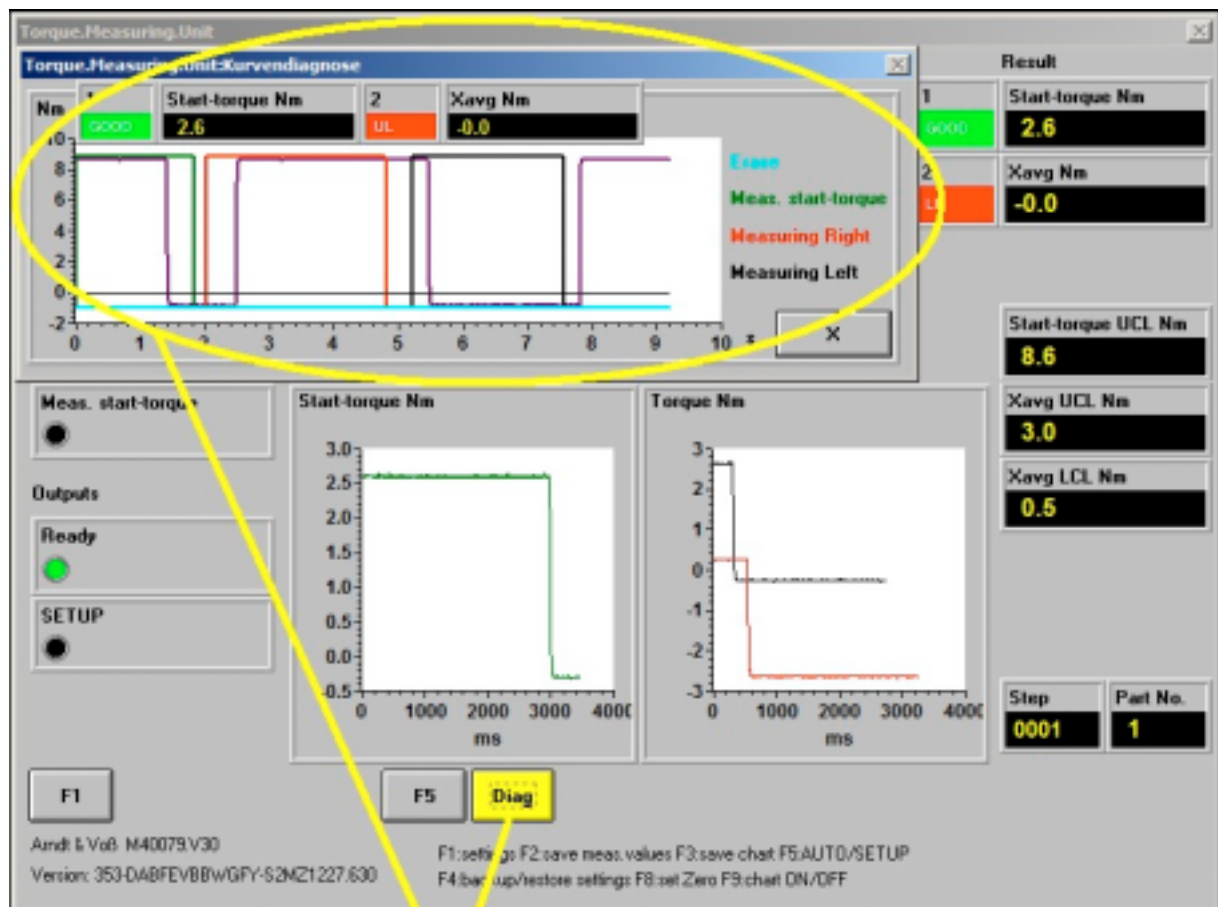 Torque.Measuring.Unit
Torque.Measuring.Unit:Kurvendiagnose
Result
Nm
1
Start-torque Nm
2
Xavg Nm
GOOD
2.6
UL
-0.0
10
8
6
4
2
0
-2
0 1 2 3 4 5 6 7 8 9 10 s
Erase
Meas. start-torque
Measuring Right
Measuring Left
X
1
Start-torque Nm
GOOD
2.6
2
Xavg Nm
-0.0
Start-torque UCL Nm
8.6
Xavg UCL Nm
3.0
Xavg LCL Nm
0.5
Meas. start-torque
Outputs
Ready
SETUP
Start-torque Nm
3.0
2.5
2.0
1.5
1.0
0.5
0.0
-0.5
0 1000 2000 3000 4000
ms
Torque Nm
3
2
1
0
-1
-2
-3
0 1000 2000 3000 4000
ms
Step
0001
Part No.
1
F1
F5
Diag
Arndt & Voß M40079.V30
Version: 353-DABFEVBBWGFY-S2MZ1227.630
F1:settings F2:save meas.values F3:save chart F5:AUTO/SETUP
F4:backup/restore settings F8:set Zero F9:chart ON/OFF